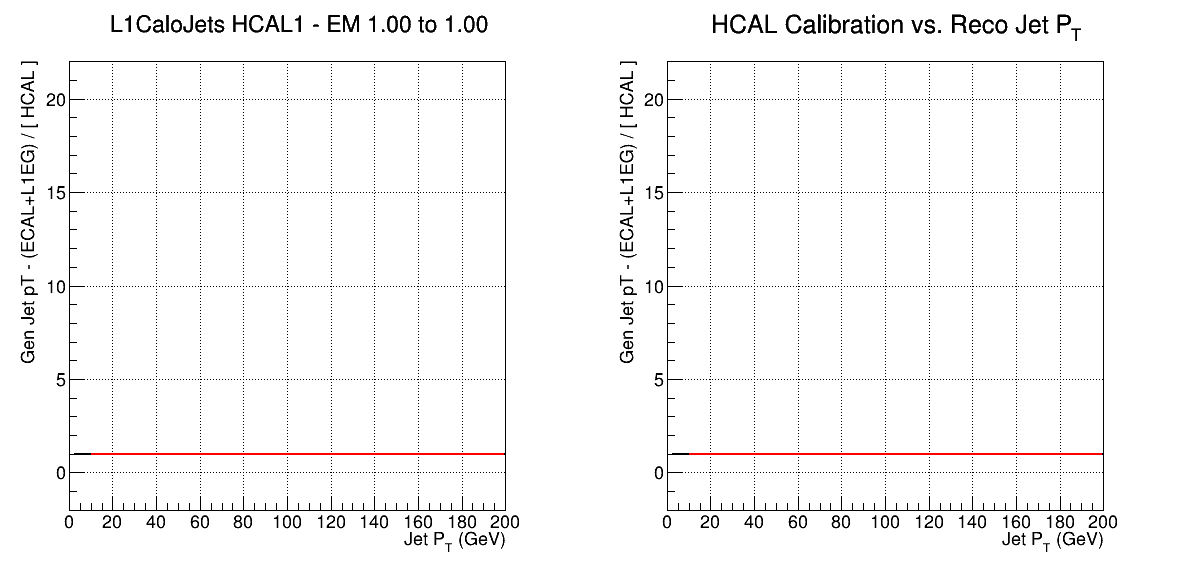 L1CaloJets HCAL1 - EM 1.00 to 1.00
Gen Jet pT - (ECAL+L1EG) / [ HCAL ]
20
15
10
5
0
0 20 40 60 80 100 120 140 160 180 200
Jet P_T (GeV)
HCAL Calibration vs. Reco Jet P_T
Gen Jet pT - (ECAL+L1EG) / [ HCAL ]
20
15
10
5
0
0 20 40 60 80 100 120 140 160 180 200
Jet P_T (GeV)